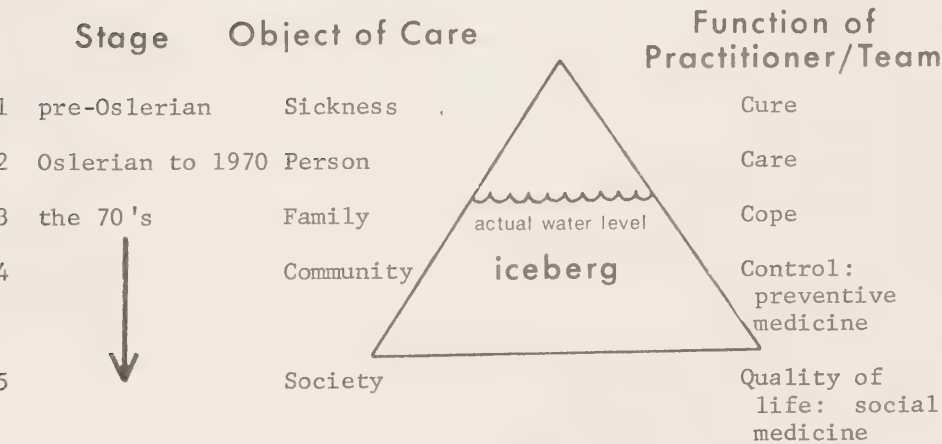 Stage Object of Care Function of
Practitioner/Team
1 pre-Oslerian Sickness Cure
2 Oslerian to 1970 Person Care
3 the 70's Family Cope
actual water level
4 Community iceberg Control:
preventive
medicine
5 Society Quality of
life: social
medicine